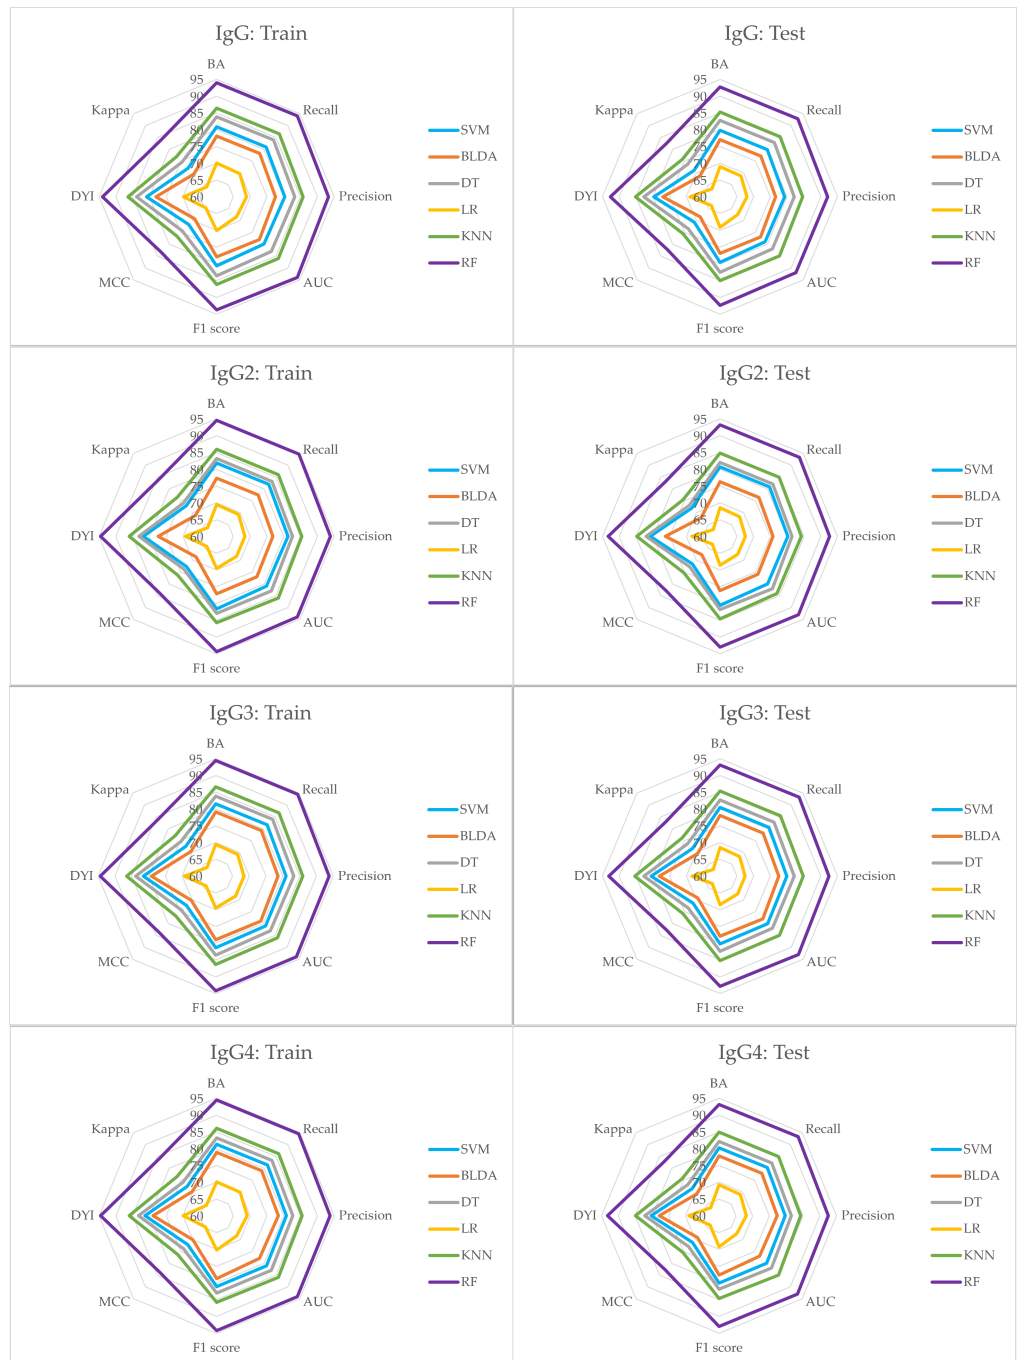 IgG: Train
BA
95
90
85
80
75
70
65
60
Kappa
Recall
DYI
Precision
MCC
AUC
F1 score
SVM
BLDA
DT
LR
KNN
RF
IgG: Test
BA
95
90
85
80
75
70
65
60
Kappa
Recall
DYI
Precision
MCC
AUC
F1 score
SVM
BLDA
DT
LR
KNN
RF
IgG2: Train
BA
95
90
85
80
75
70
65
60
Kappa
Recall
DYI
Precision
MCC
AUC
F1 score
SVM
BLDA
DT
LR
KNN
RF
IgG2: Test
BA
95
90
85
80
75
70
65
60
Kappa
Recall
DYI
Precision
MCC
AUC
F1 score
SVM
BLDA
DT
LR
KNN
RF
IgG3: Train
BA
95
90
85
80
75
70
65
60
Kappa
Recall
DYI
Precision
MCC
AUC
F1 score
SVM
BLDA
DT
LR
KNN
RF
IgG3: Test
BA
95
90
85
80
75
70
65
60
Kappa
Recall
DYI
Precision
MCC
AUC
F1 score
SVM
BLDA
DT
LR
KNN
RF
IgG4: Train
BA
95
90
85
80
75
70
65
60
Kappa
Recall
DYI
Precision
MCC
AUC
F1 score
SVM
BLDA
DT
LR
KNN
RF
IgG4: Test
BA
95
90
85
80
75
70
65
60
Kappa
Recall
DYI
Precision
MCC
AUC
F1 score
SVM
BLDA
DT
LR
KNN
RF